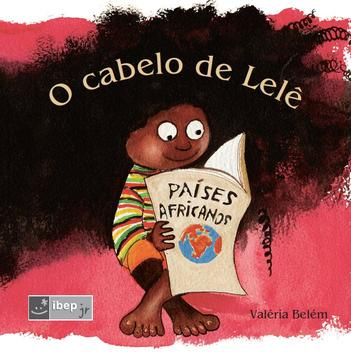 O cabelo de Lelê
PAÍSES
AFRICANOS
ibep
jr
Valéria Belém